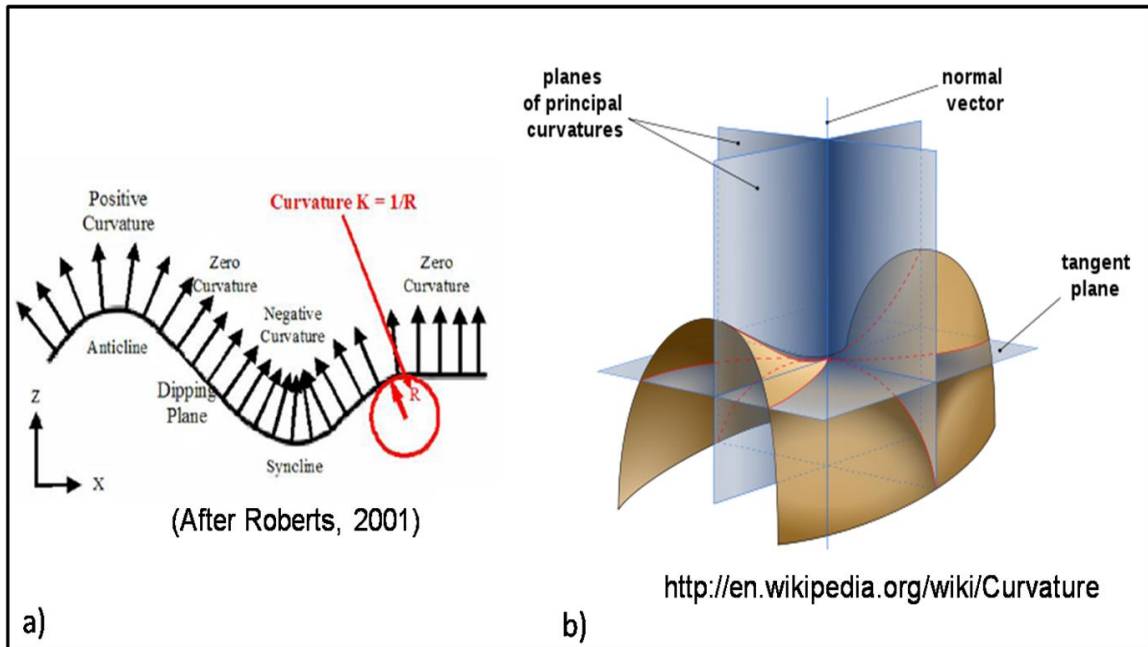 Positive
Curvature
Zero
Curvature
Negative
Curvature
Curvature K = 1/R
Zero
Curvature
Anticline
Dipping
Plane
Syncline
R
Z
X
(After Roberts, 2001)
a)
planes
of principal
curvatures
normal
vector
tangent
plane
http://en.wikipedia.org/wiki/Curvature
b)